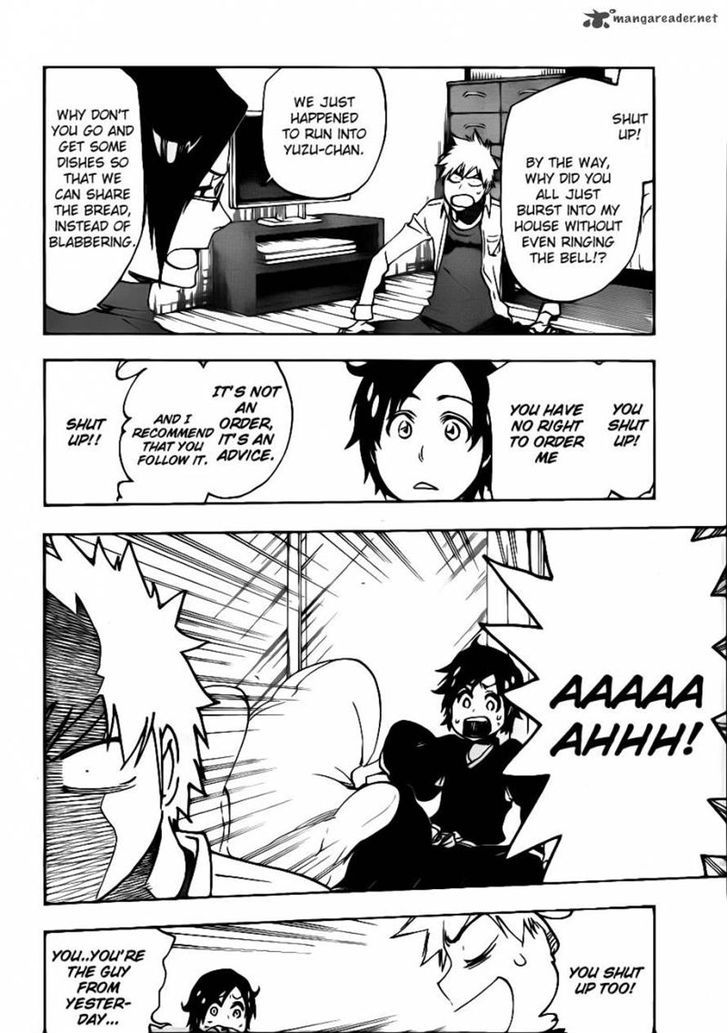 mangareader.net
SHUT
UP!
BY THE WAY,
WHY DID YOU
ALL JUST
BURST INTO MY
HOUSE WITHOUT
EVEN RINGING
THE BELL!?
WE JUST
HAPPENED
TO RUN INTO
YUZU-CHAN.
WHY DON'T
YOU GO AND
GET SOME
DISHES SO
THAT WE
CAN SHARE
THE BREAD,
INSTEAD OF
BLABBERING.
YOU
SHUT
UP!
YOU HAVE
NO RIGHT
TO ORDER
ME
IT'S NOT
AN
ORDER,
IT'S AN
ADVICE.
AND I
RECOMMEND
THAT YOU
FOLLOW IT.
SHUT
UP!!
AAAAA
AHHH!
YOU SHUT
UP TOO!
YOU..YOU'RE
THE GUY
FROM
YESTER-
DAY...